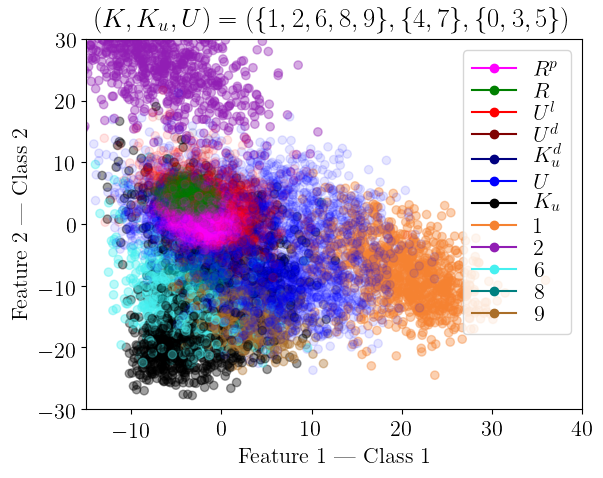 (K, K_u, U) = ({1, 2, 6, 8, 9}, {4, 7}, {0, 3, 5})
30
20
10
0
−10
−20
−30
Feature 2 — Class 2
R^p
R
U^l
U^d
K_u^d
U
K_u
1
2
6
8
9
−10
0
10
20
30
40
Feature 1 — Class 1